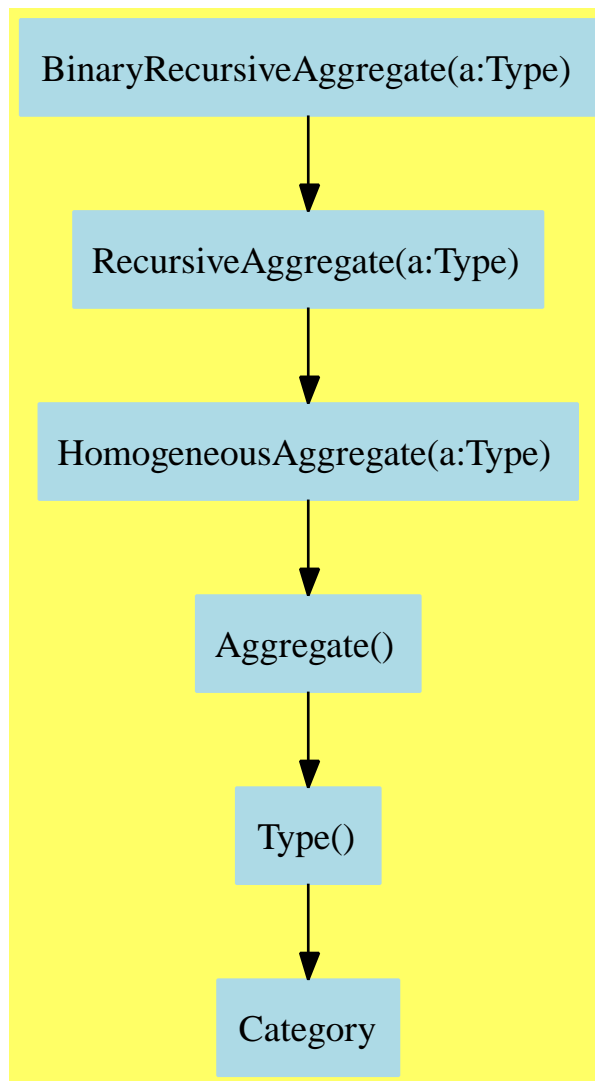 BinaryRecursiveAggregate(a:Type)
RecursiveAggregate(a:Type)
HomogeneousAggregate(a:Type)
Aggregate()
Type()
Category